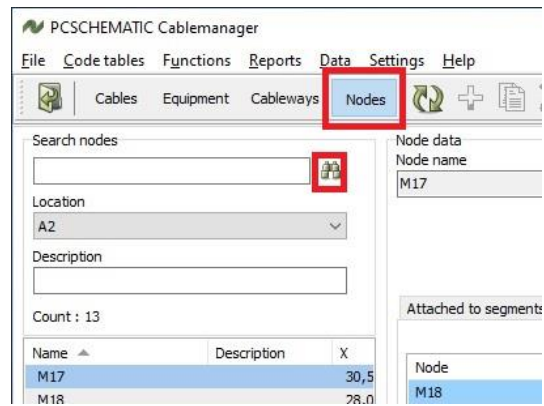 PCSCHEMATIC Cablemanager
File Code tables Functions Reports Data Settings Help
Cables Equipment Cableways Nodes
Search nodes
Location
A2
Description
Count : 13
Name Description X
M17 30,5
M18 28,0
Node data
Node name
M17
Attached to segments
Node
M18